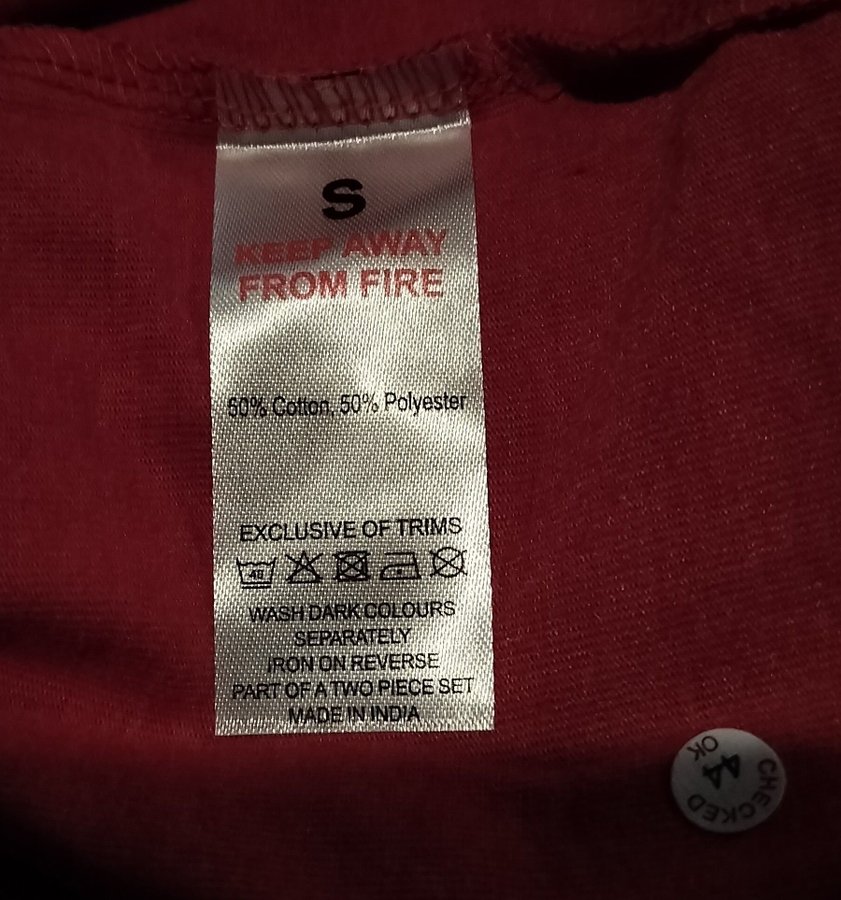 S
KEEP AWAY
FROM FIRE
50% Cotton, 50% Polyester
EXCLUSIVE OF TRIMS
40
WASH DARK COLOURS
SEPARATELY
IRON ON REVERSE
PART OF A TWO PIECE SET
MADE IN INDIA
CHECKED
44
OK